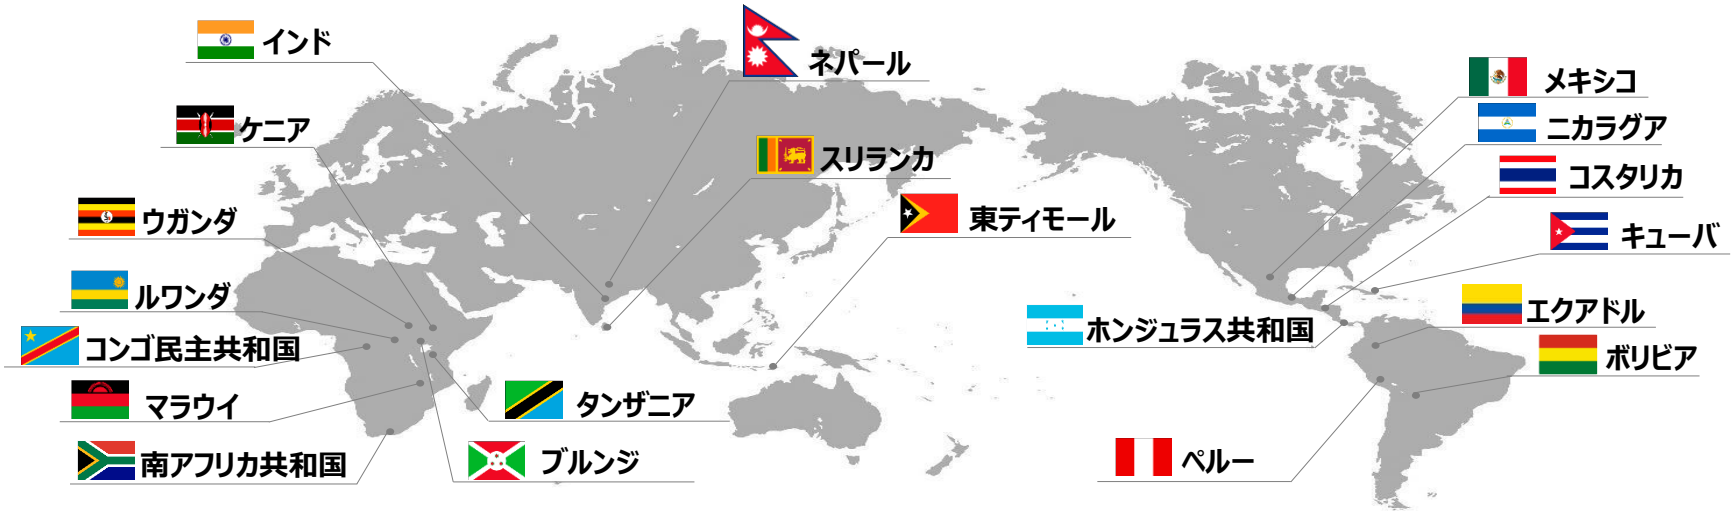 インド
ネパール
ケニア
スリランカ
ウガンダ
東ティモール
ルワンダ
コンゴ民主共和国
マラウイ
タンザニア
南アフリカ共和国
ブルンジ
メキシコ
ニカラグア
コスタリカ
キューバ
ホンジュラス共和国
エクアドル
ボリビア
ペルー